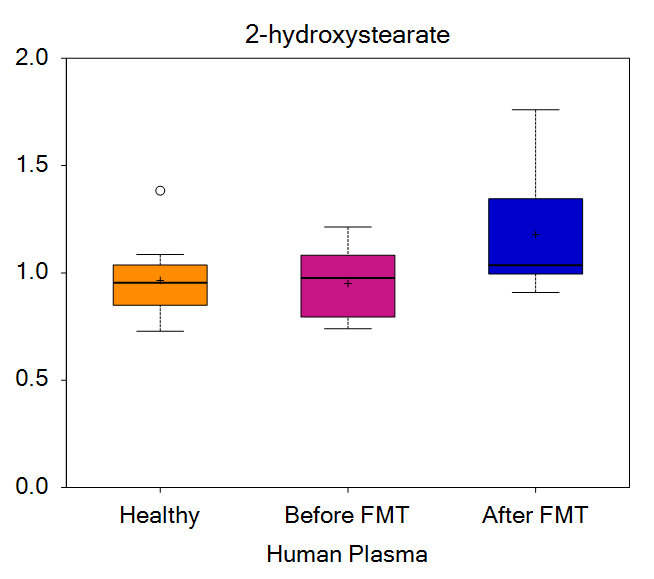 2-hydroxystearate
2.0
1.5
1.0
0.5
0.0
Healthy
Before FMT
After FMT
Human Plasma